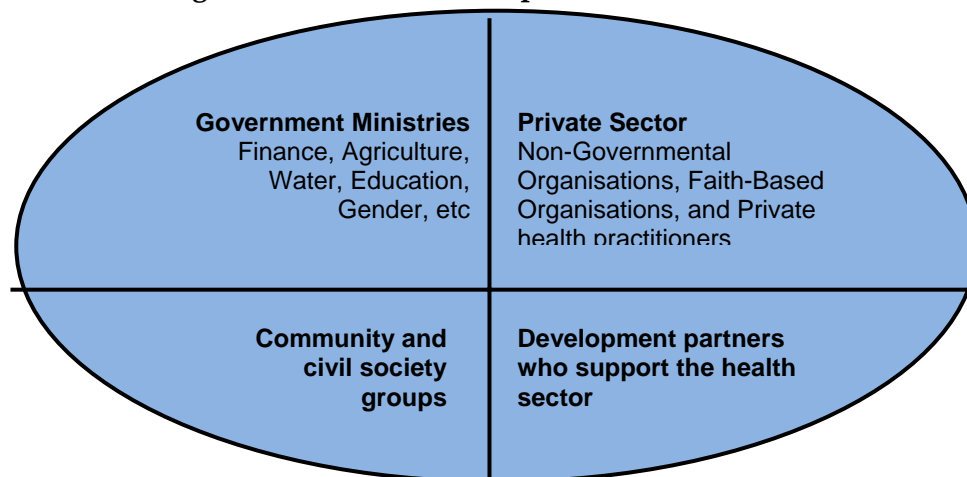 Government Ministries
Finance, Agriculture,
Water, Education,
Gender, etc
Private Sector
Non-Governmental
Organisations, Faith-Based
Organisations, and Private
health practitioners
Community and
civil society
groups
Development partners
who support the health
sector